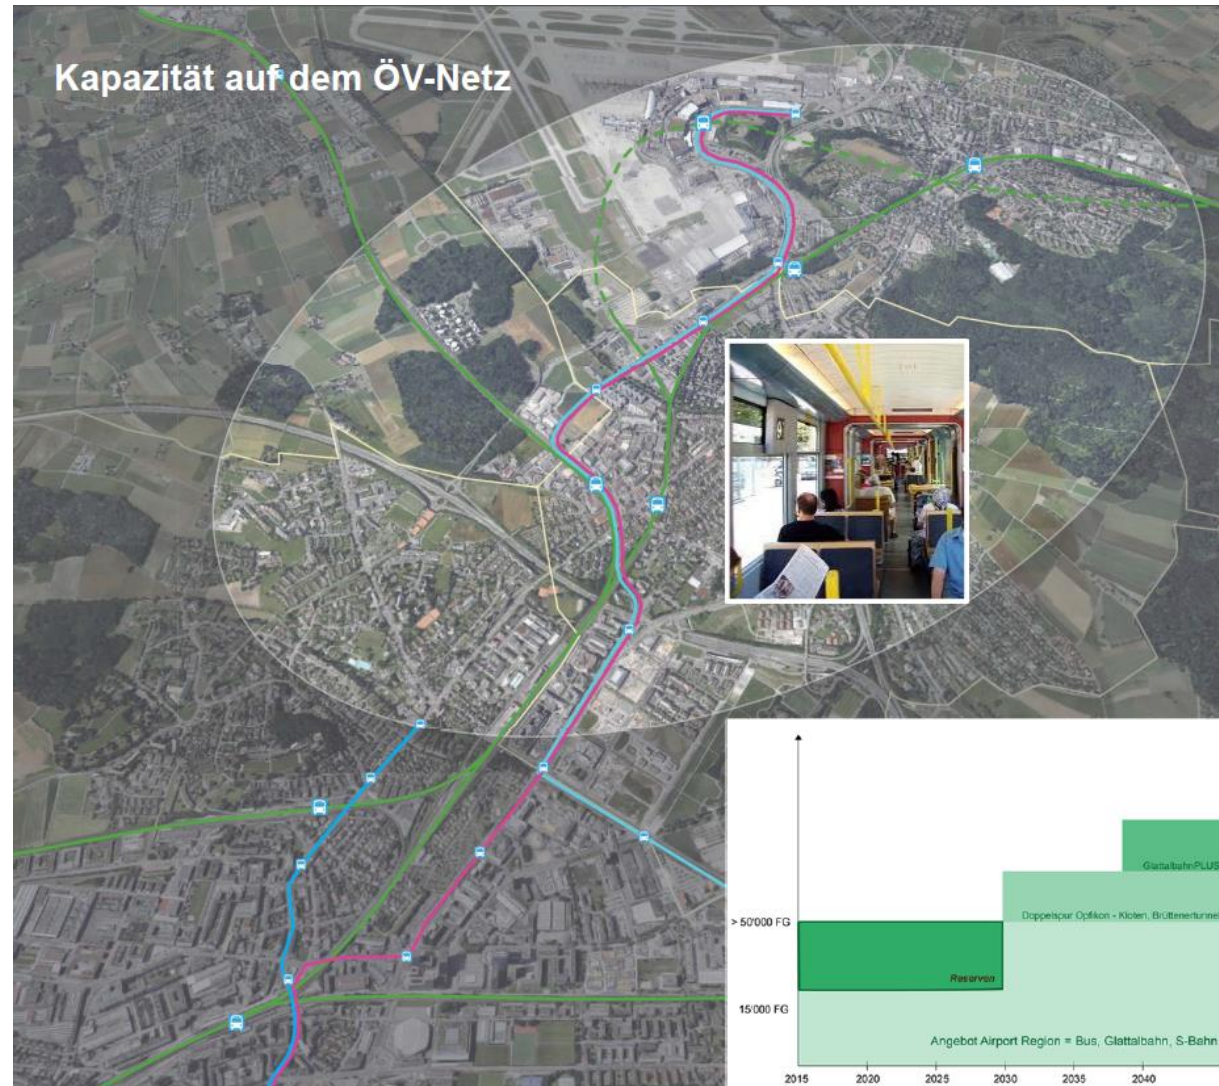 Kapazität auf dem ÖV-Netz
GlattalbahnPLUS
Doppelspur Opfikon - Kloten, Brüttenertunnel
> 50'000 FG
Reserven
15'000 FG
Angebot Airport Region = Bus, Glattalbahn, S-Bahn
2015
2020
2025
2030
2035
2040